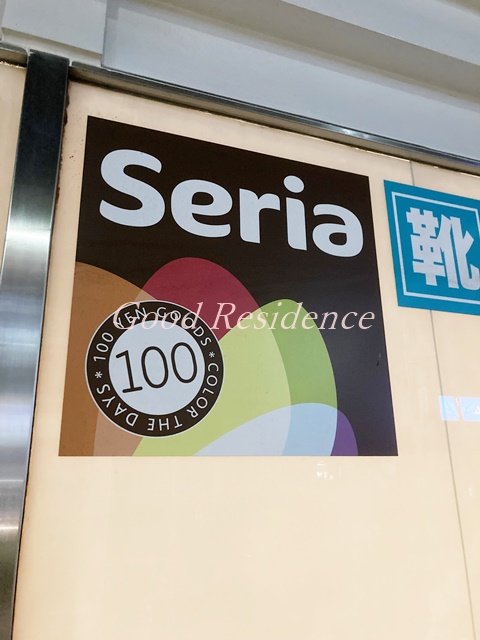 Seria
靴
100 YEN GOODS * COLOR THE DAYS *
100
Good Residence